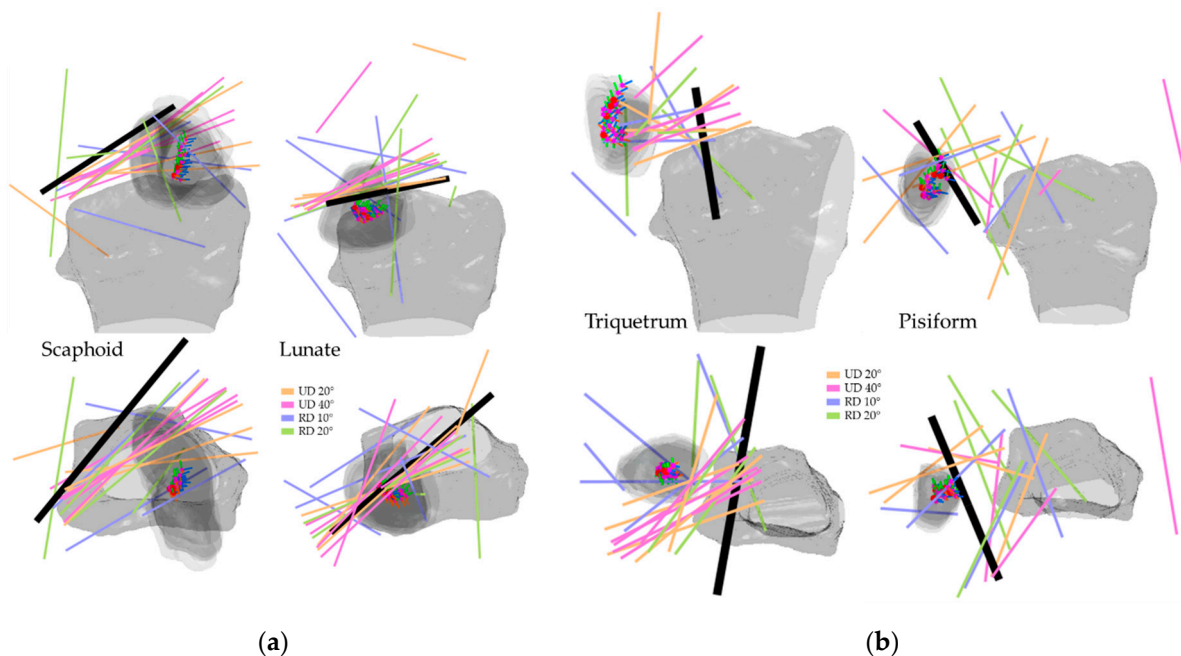 Scaphoid
Lunate
UD 20°
UD 40°
RD 10°
RD 20°
Triquetrum
Pisiform
UD 20°
UD 40°
RD 10°
RD 20°
(a)
(b)